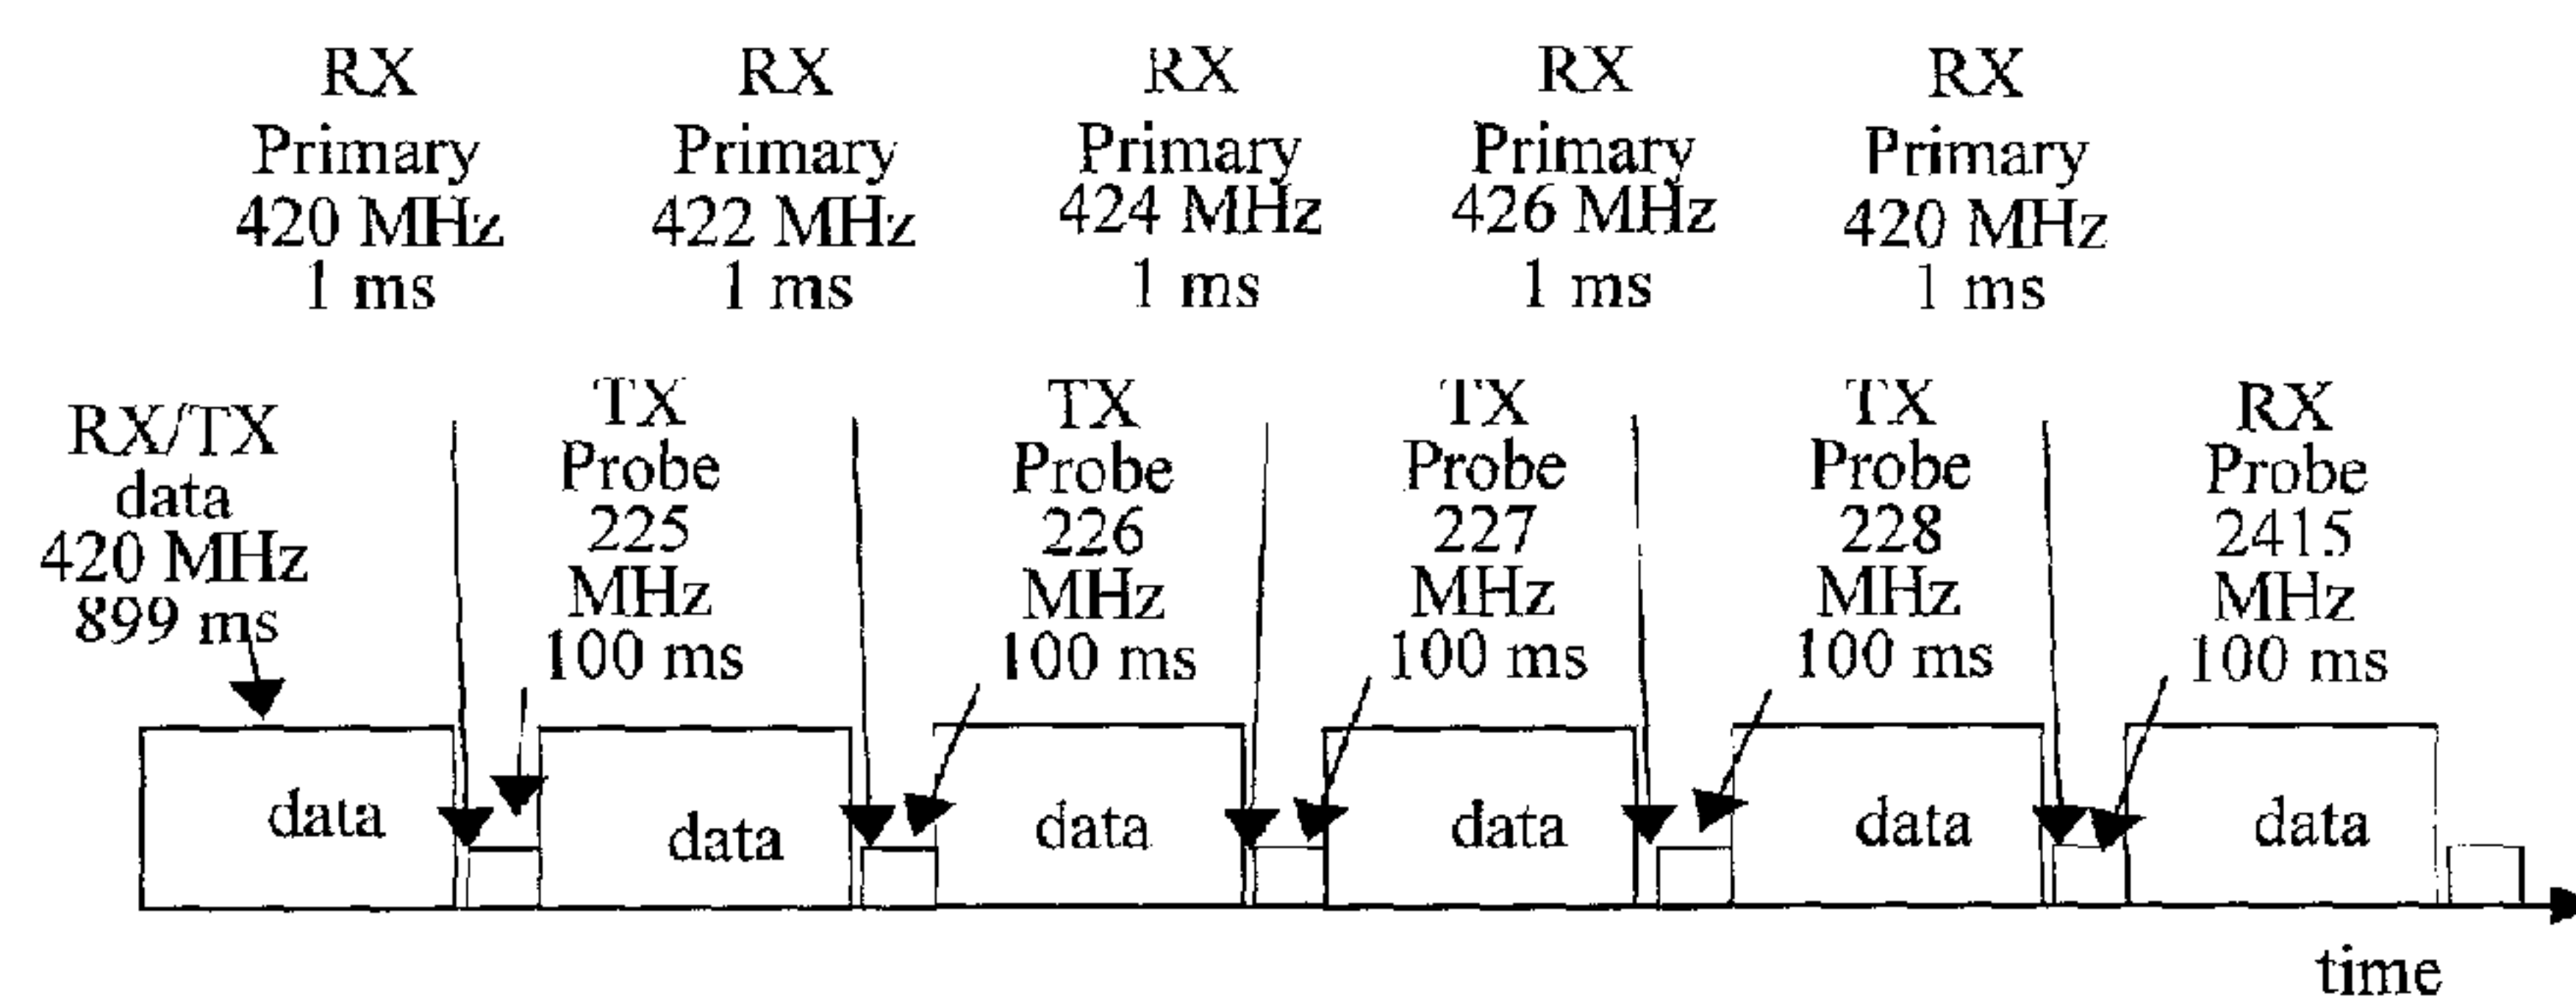 RX
Primary
420 MHz
1 ms
RX
Primary
422 MHz
1 ms
RX
Primary
424 MHz
1 ms
RX
Primary
426 MHz
1 ms
RX
Primary
420 MHz
1 ms
RX/TX
data
420 MHz
899 ms
TX
Probe
225
MHz
100 ms
TX
Probe
226
MHz
100 ms
TX
Probe
227
MHz
100 ms
TX
Probe
228
MHz
100 ms
RX
Probe
2415
MHz
100 ms
data
data
data
data
data
data
time